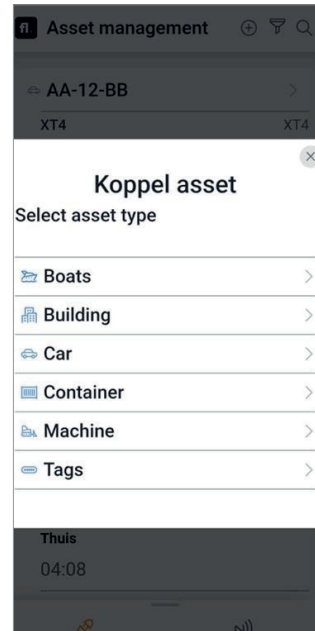 fl. Asset management
AA-12-BB
XT4 XT4
Koppel asset
Select asset type
Boats
Building
Car
Container
Machine
Tags
Thuis
04:08